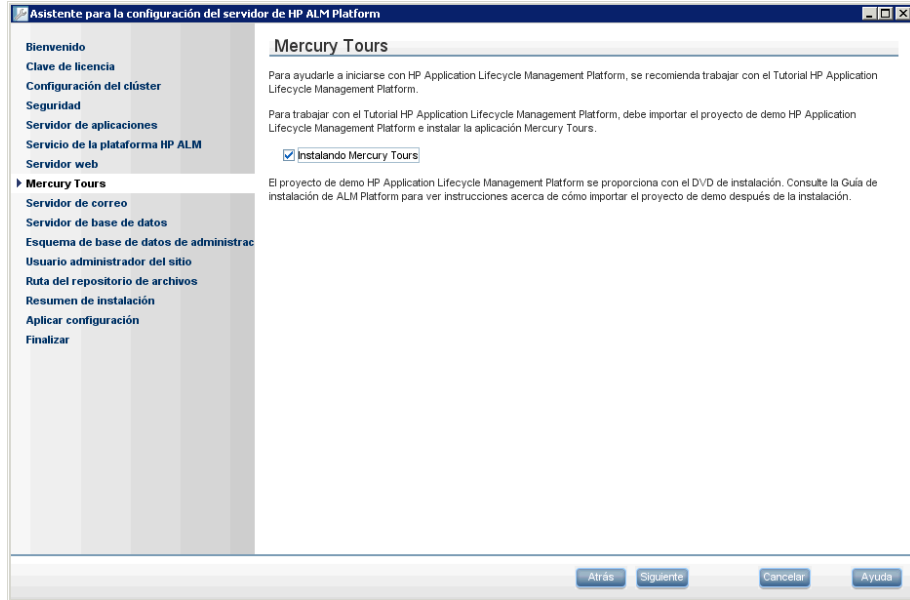 Asistente para la configuración del servidor de HP ALM Platform
Bienvenido
Clave de licencia
Configuración del clúster
Seguridad
Servidor de aplicaciones
Servicio de la plataforma HP ALM
Servidor web
Mercury Tours
Servidor de correo
Servidor de base de datos
Esquema de base de datos de administrac
Usuario administrador del sitio
Ruta del repositorio de archivos
Resumen de instalación
Aplicar configuración
Finalizar
Mercury Tours
Para ayudarle a iniciarse con HP Application Lifecycle Management Platform, se recomienda trabajar con el Tutorial HP Application
Lifecycle Management Platform.
Para trabajar con el Tutorial HP Application Lifecycle Management Platform, debe importar el proyecto de demo HP Application
Lifecycle Management Platform e instalar la aplicación Mercury Tours.
Instalando Mercury Tours
El proyecto de demo HP Application Lifecycle Management Platform se proporciona con el DVD de instalación. Consulte la Guía de
instalación de ALM Platform para ver instrucciones acerca de cómo importar el proyecto de demo después de la instalación.
Atrás
Siguiente
Cancelar
Ayuda